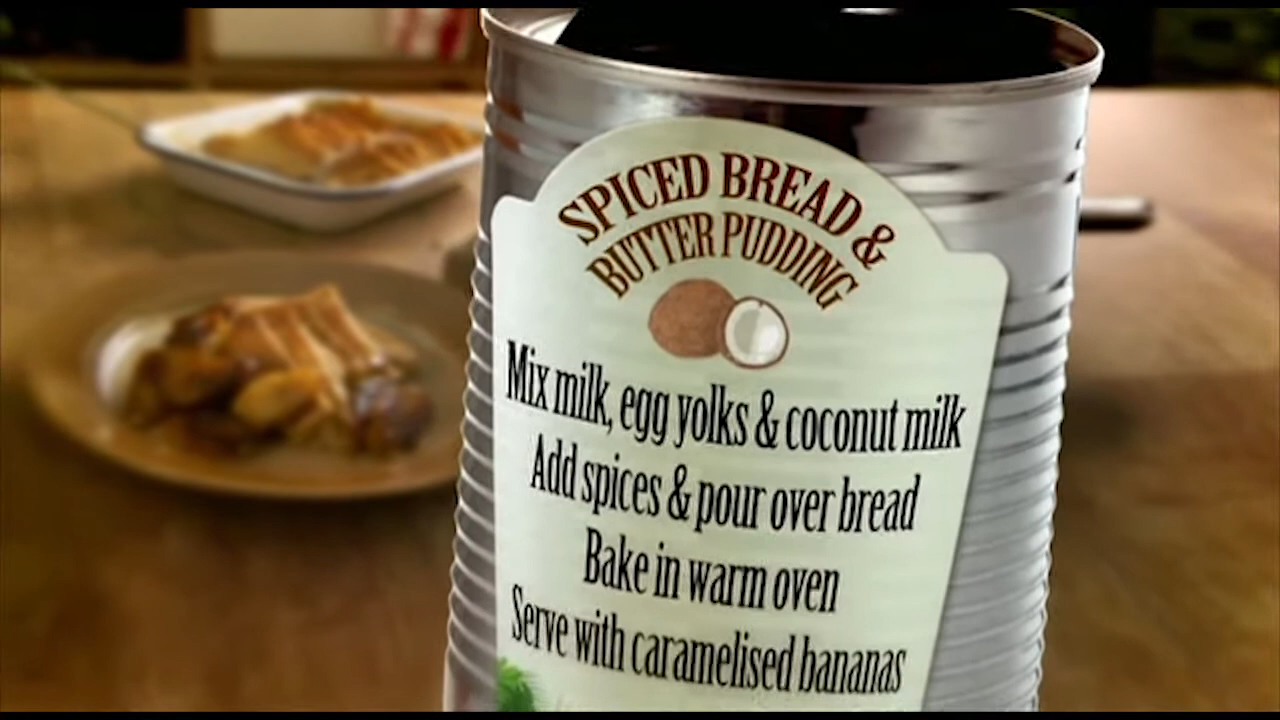 SPICED BREAD &
BUTTER PUDDING
Mix milk, egg yolks & coconut milk
Add spices & pour over bread
Bake in warm oven
Serve with caramelised bananas